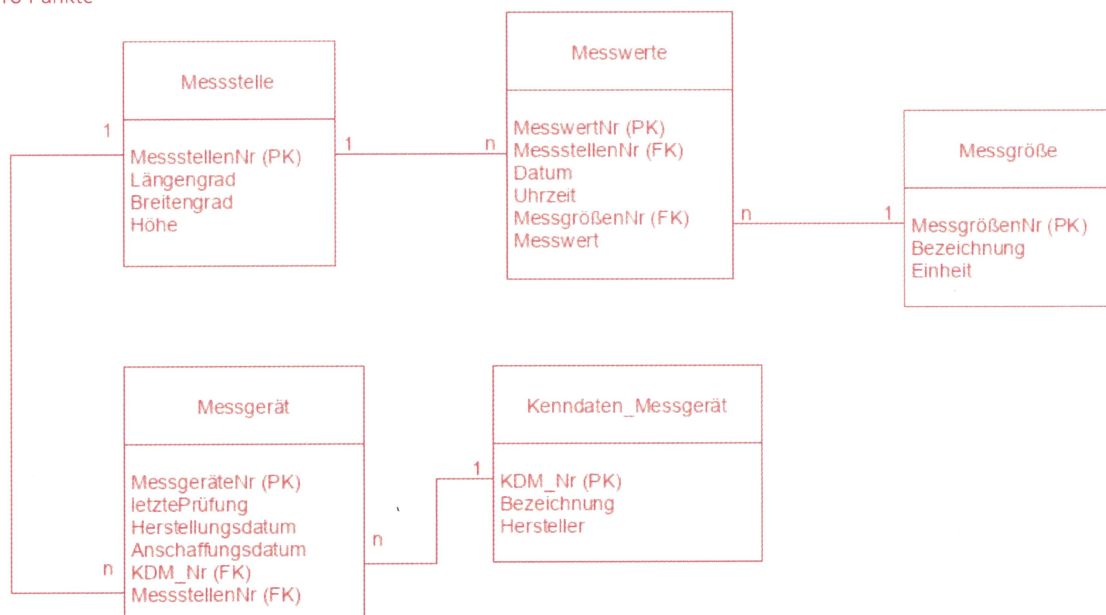 Messstelle
MessstellenNr (PK)
Längengrad
Breitengrad
Höhe
Messwerte
MesswertNr (PK)
MessstellenNr (FK)
Datum
Uhrzeit
MessgrößenNr (FK)
Messwert
Messgröße
MessgrößenNr (PK)
Bezeichnung
Einheit
1
1
n
n
1
Messgerät
MessgeräteNr (PK)
letztePrüfung
Herstellungsdatum
Anschaffungsdatum
KDM_Nr (FK)
MessstellenNr (FK)
Kenndaten_Messgerät
KDM_Nr (PK)
Bezeichnung
Hersteller
n
n
1